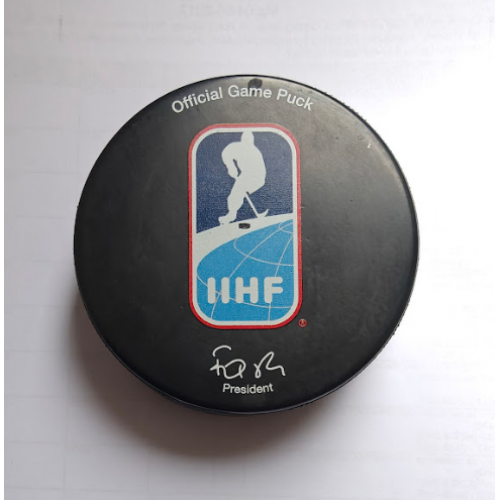 Official Game Puck
IIHF
®
President